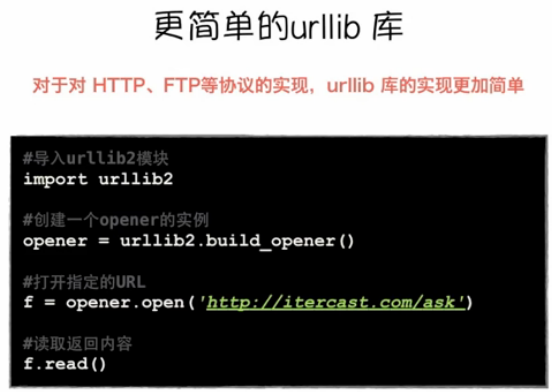 更简单的urllib 库
对于对 HTTP、FTP等协议的实现，urllib 库的实现更加简单
#导入urllib2模块
import urllib2
#创建一个opener的实例
opener = urllib2.build_opener()
#打开指定的URL
f = opener.open('http://itercast.com/ask')
#读取返回内容
f.read()